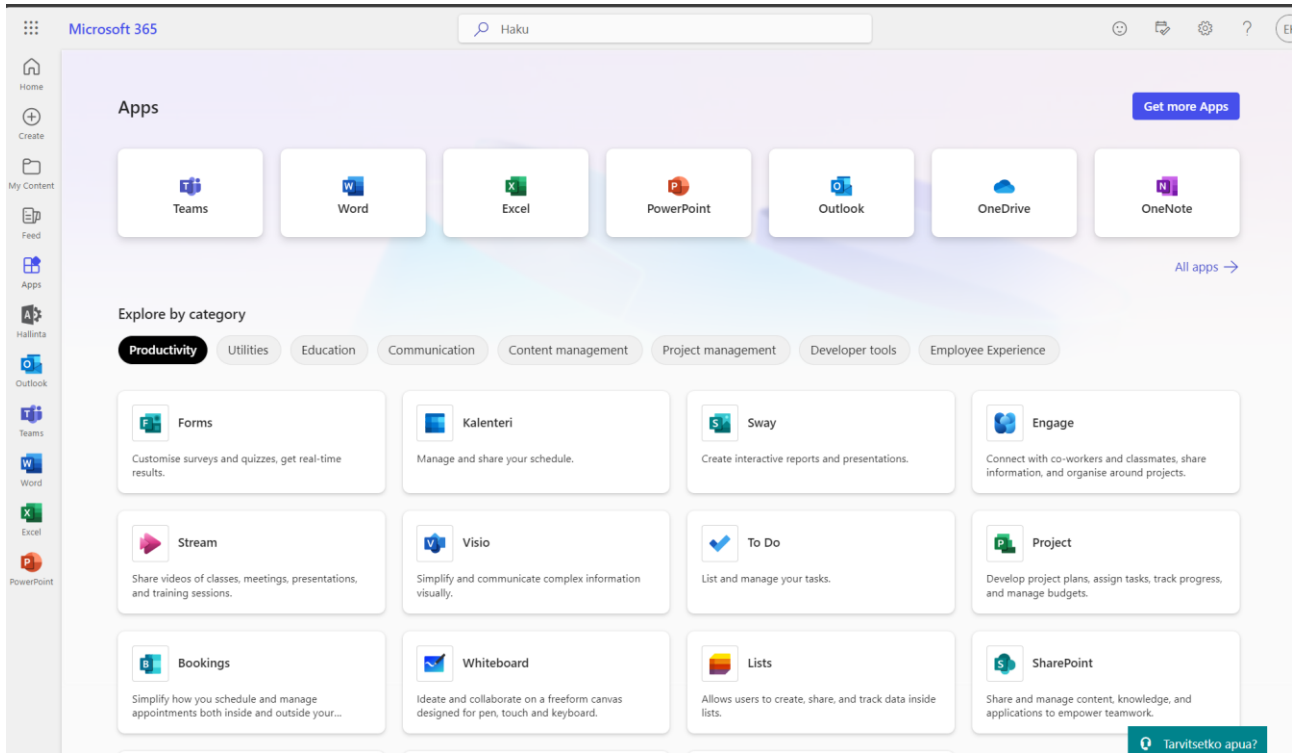 Microsoft 365
Haku
EK
Home
Create
My Content
Feed
Apps
Hallinta
Outlook
Teams
Word
Excel
PowerPoint
Apps
Get more Apps
Teams
Word
Excel
PowerPoint
Outlook
OneDrive
OneNote
All apps →
Explore by category
Productivity
Utilities
Education
Communication
Content management
Project management
Developer tools
Employee Experience
Forms
Customise surveys and quizzes, get real-time
results.
Kalenteri
Manage and share your schedule.
Sway
Create interactive reports and presentations.
Engage
Connect with co-workers and classmates, share
information, and organise around projects.
Stream
Share videos of classes, meetings, presentations,
and training sessions.
Visio
Simplify and communicate complex information
visually.
To Do
List and manage your tasks.
Project
Develop project plans, assign tasks, track progress,
and manage budgets.
Bookings
Simplify how you schedule and manage
appointments both inside and outside your...
Whiteboard
Ideate and collaborate on a freeform canvas
designed for pen, touch and keyboard.
Lists
Allows users to create, share, and track data inside
lists.
SharePoint
Share and manage content, knowledge, and
applications to empower teamwork.
Tarvitsetko apua?